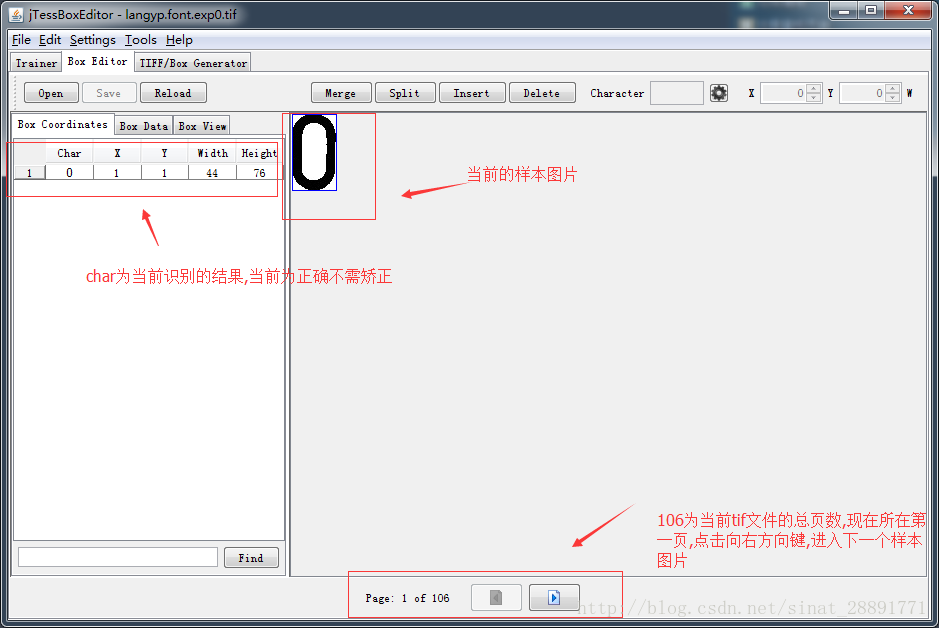 jTessBoxEditor - langyp.font.exp0.tif
File Edit Settings Tools Help
Trainer Box Editor TIFF/Box Generator
Open Save Reload Merge Split Insert Delete Character X 0 Y 0 W
Box Coordinates Box Data Box View
Char X Y Width Height
1 0 1 1 44 76
0
当前的样本图片
char为当前识别的结果,当前为正确不需矫正
106为当前tif文件的总页数,现在所在第
一页,点击向右方向键,进入下一个样本
图片
Find
Page: 1 of 106
http://blog.csdn.net/sinat_28891771